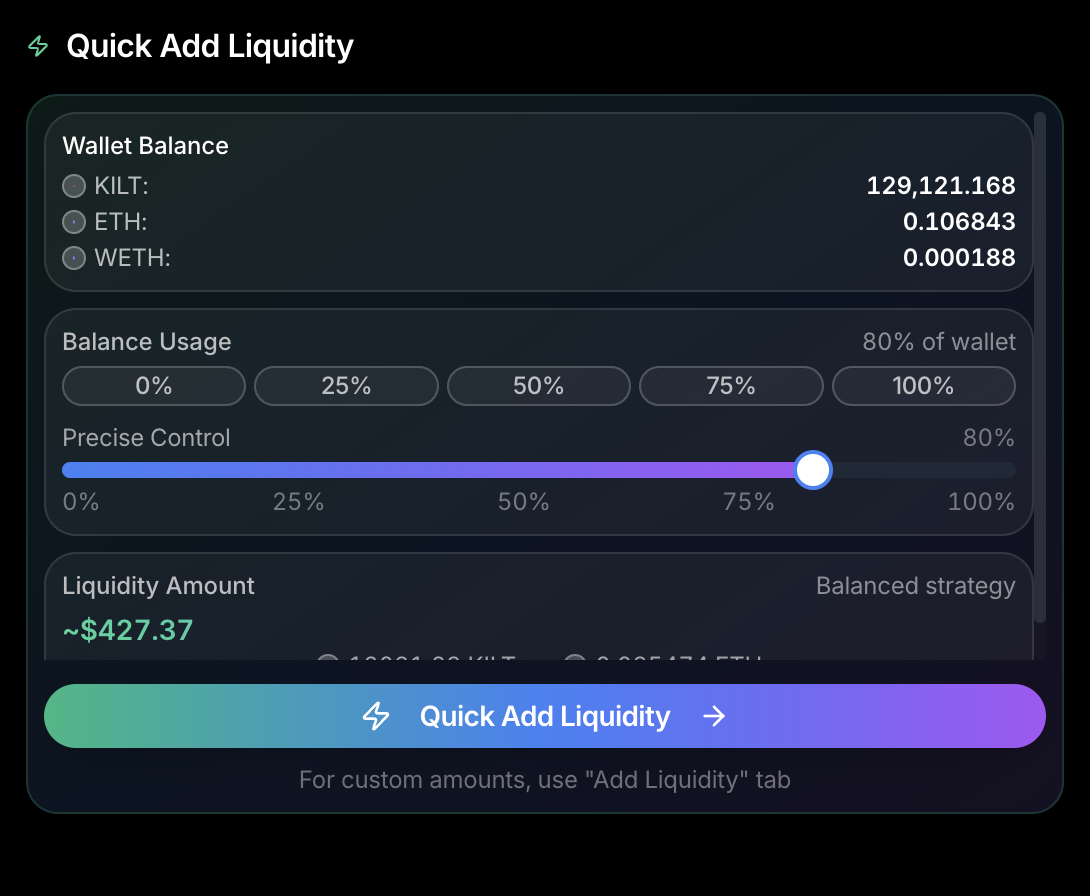 Quick Add Liquidity
Wallet Balance
KILT: 129,121.168
ETH: 0.106843
WETH: 0.000188
Balance Usage 80% of wallet
0% 25% 50% 75% 100%
Precise Control 80%
0% 25% 50% 75% 100%
Liquidity Amount Balanced strategy
~$427.37
KILT ETH
Quick Add Liquidity
For custom amounts, use "Add Liquidity" tab